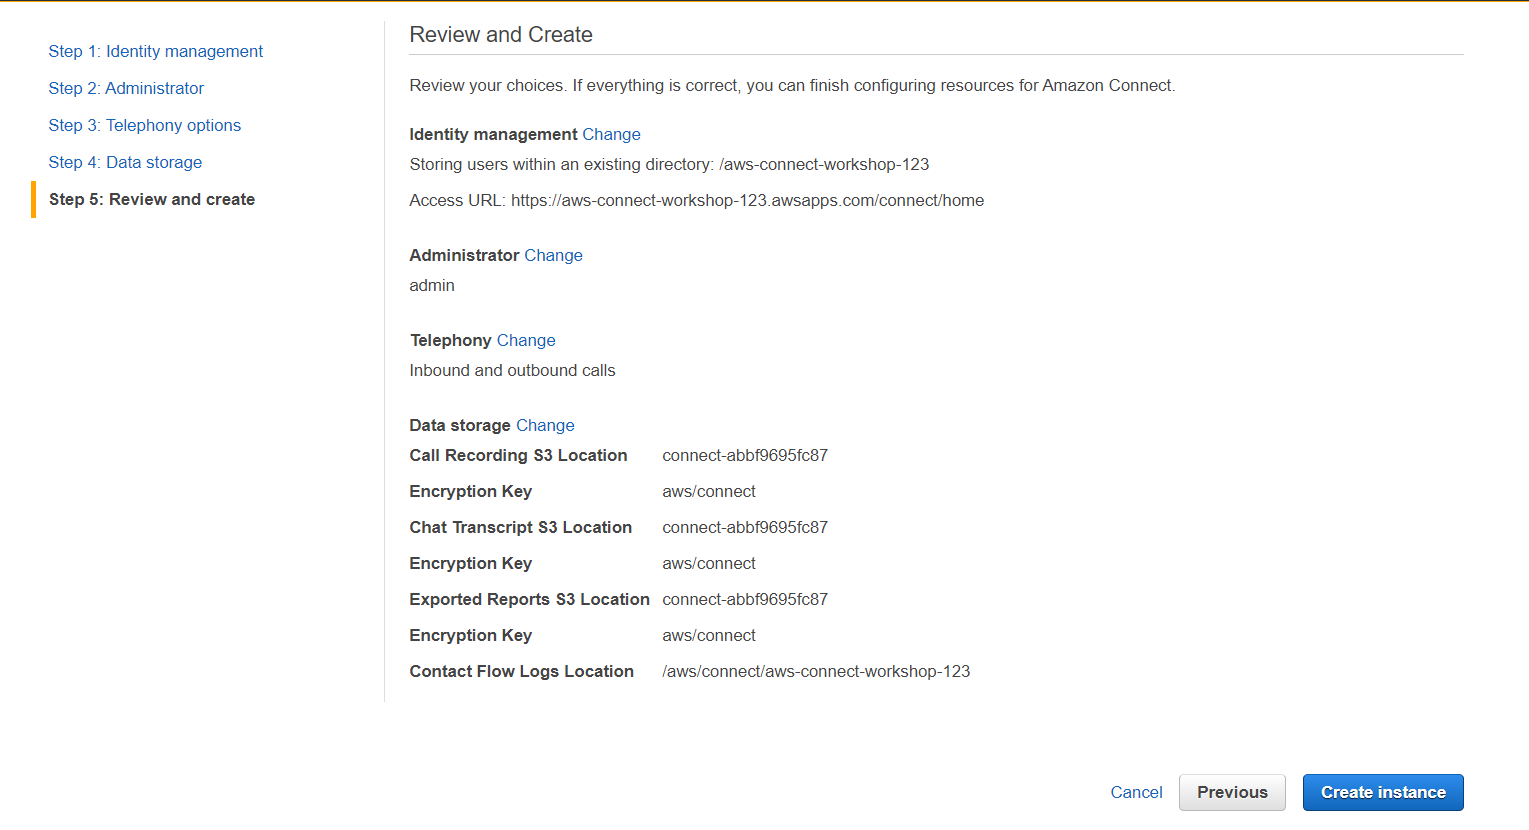 Step 1: Identity management
Step 2: Administrator
Step 3: Telephony options
Step 4: Data storage
Step 5: Review and create
Review and Create
Review your choices. If everything is correct, you can finish configuring resources for Amazon Connect.
Identity management Change
Storing users within an existing directory: /aws-connect-workshop-123
Access URL: https://aws-connect-workshop-123.awsapps.com/connect/home
Administrator Change
admin
Telephony Change
Inbound and outbound calls
Data storage Change
Call Recording S3 Location connect-abbf9695fc87
Encryption Key aws/connect
Chat Transcript S3 Location connect-abbf9695fc87
Encryption Key aws/connect
Exported Reports S3 Location connect-abbf9695fc87
Encryption Key aws/connect
Contact Flow Logs Location /aws/connect/aws-connect-workshop-123
Cancel Previous Create instance